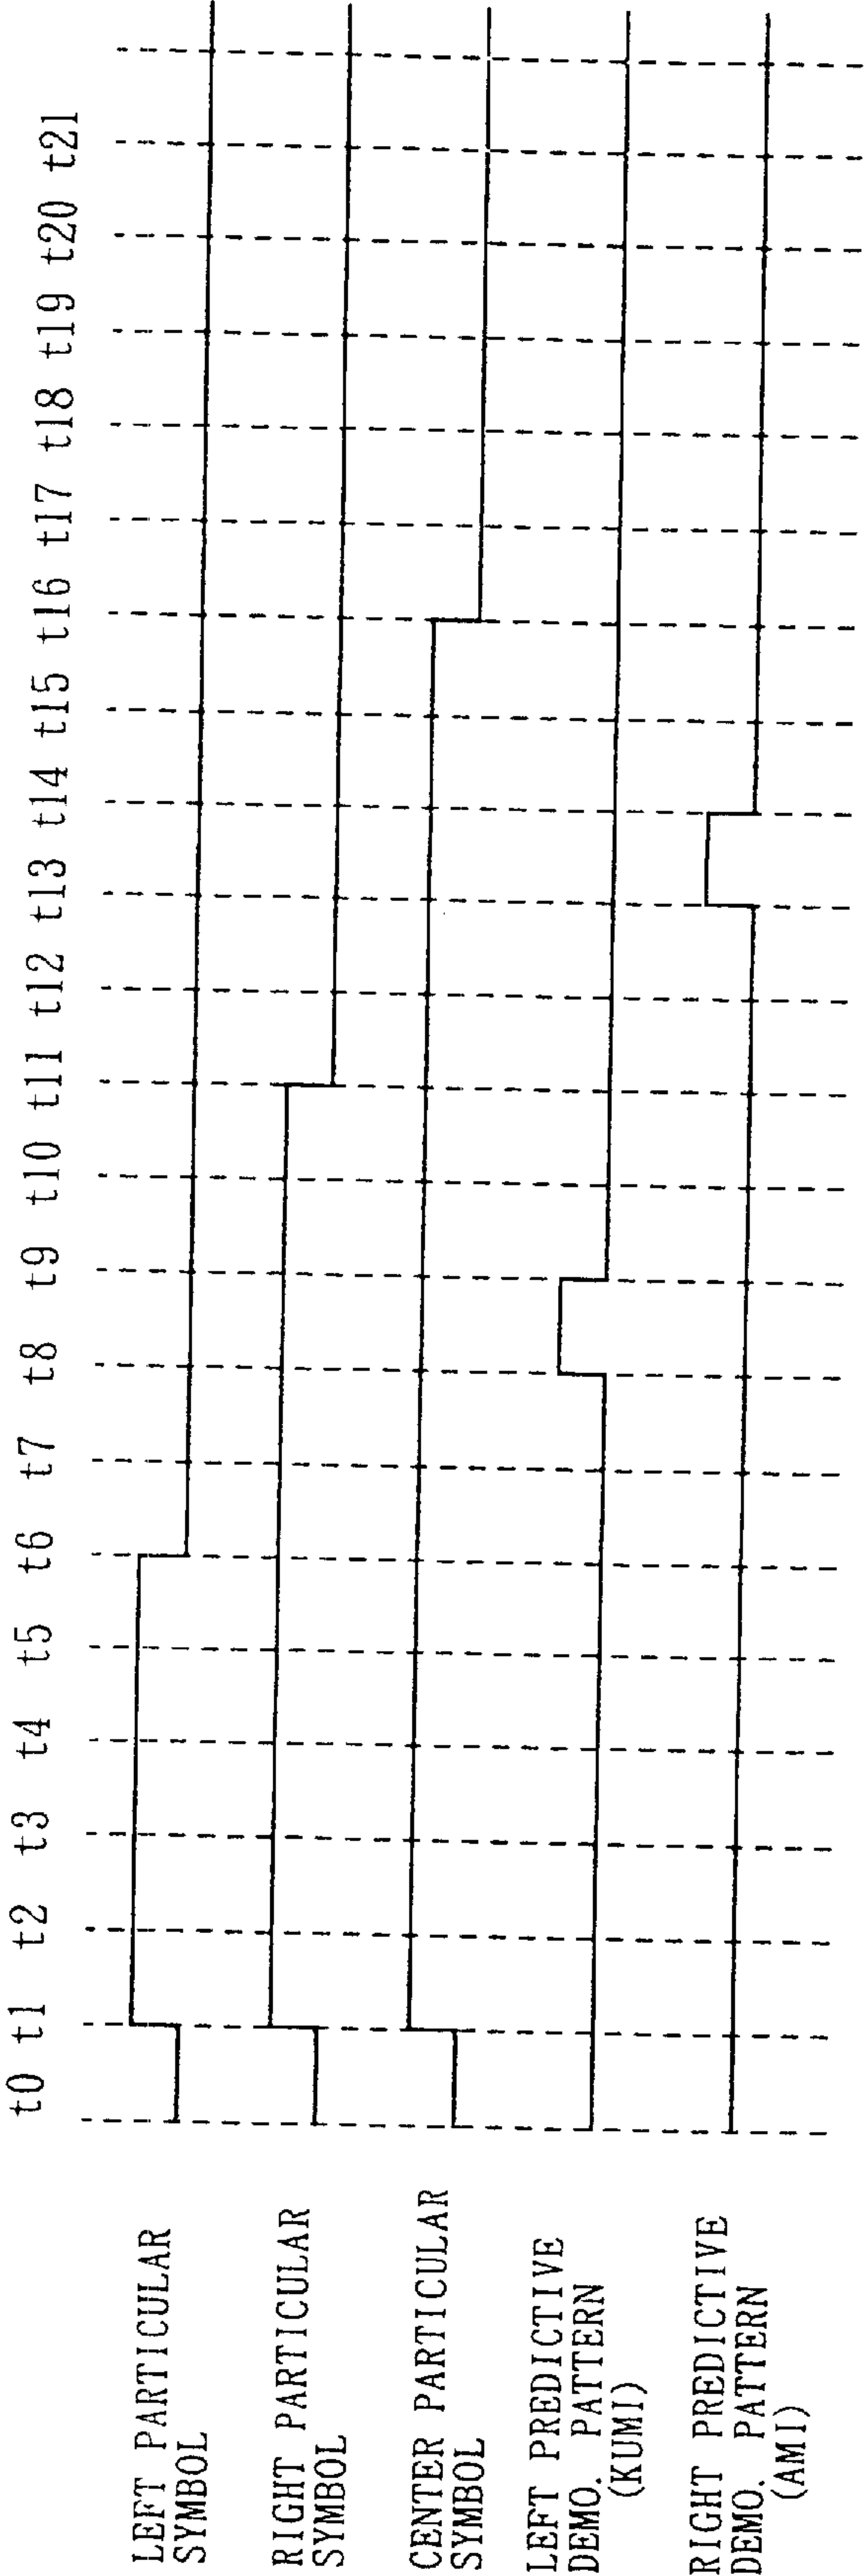 t0 t1 t2 t3 t4 t5 t6 t7 t8 t9 t10 t11 t12 t13 t14 t15 t16 t17 t18 t19 t20 t21
LEFT PARTICULAR
SYMBOL
RIGHT PARTICULAR
SYMBOL
CENTER PARTICULAR
SYMBOL
LEFT PREDICTIVE
DEMO. PATTERN
(KUMI)
RIGHT PREDICTIVE
DEMO. PATTERN
(AMI)